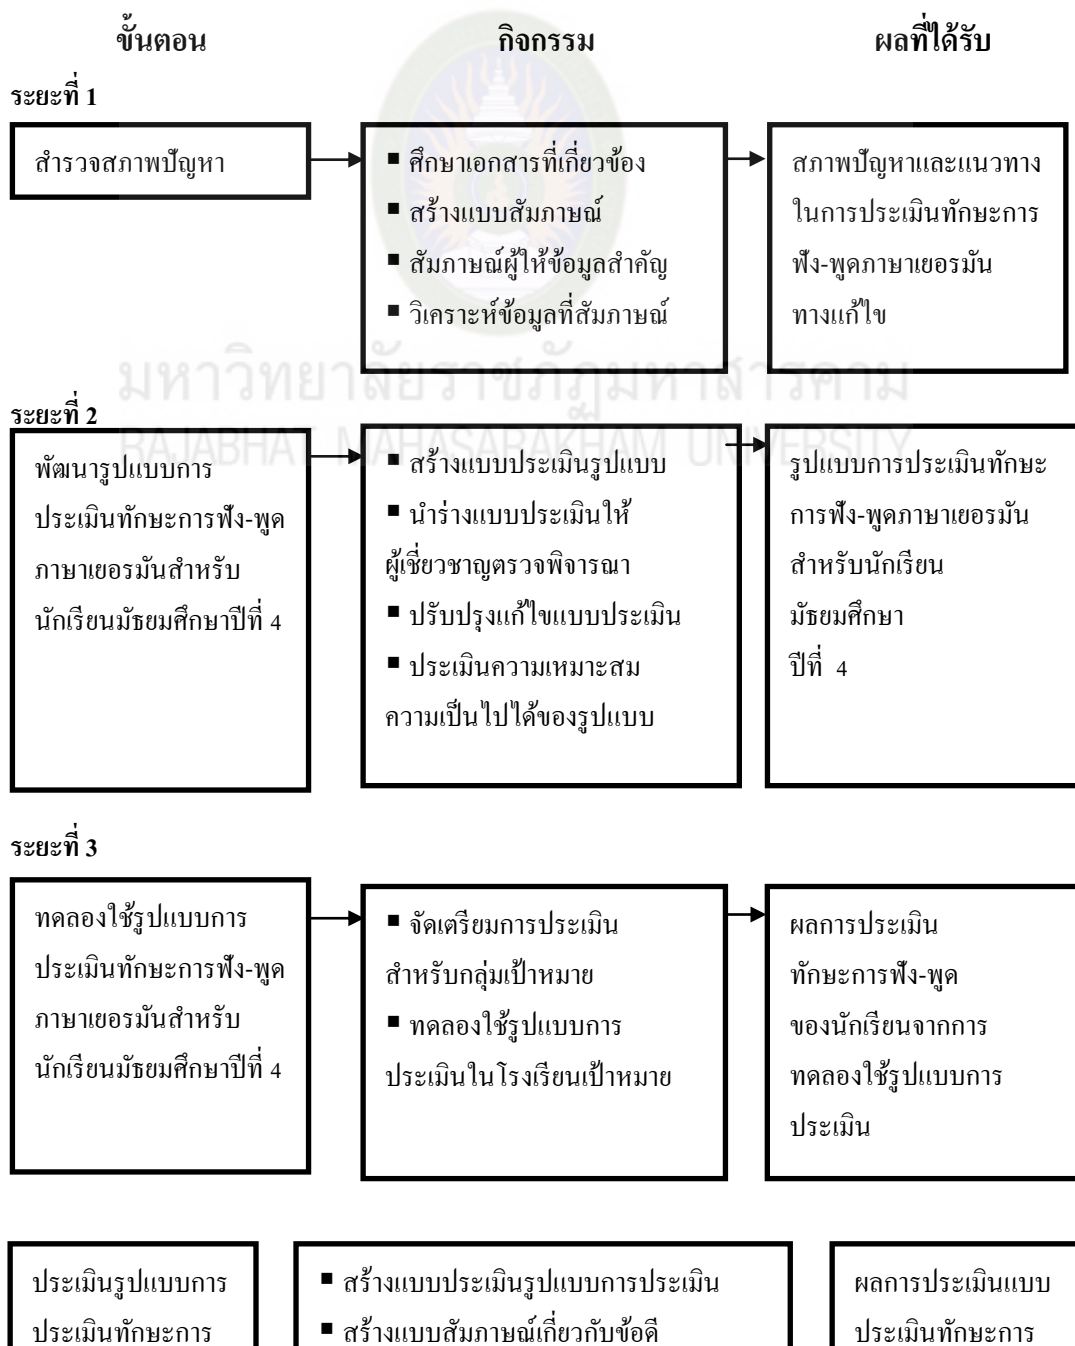 ขั้นตอน กิจกรรม ผลที่ได้รับ
ระยะที่ 1
สำรวจสภาพปัญหา
■ ศึกษาเอกสารที่เกี่ยวข้อง
■ สร้างแบบสัมภาษณ์
■ สัมภาษณ์ผู้ให้ข้อมูลสำคัญ
■ วิเคราะห์ข้อมูลที่สัมภาษณ์
สภาพปัญหาและแนวทาง
ในการประเมินทักษะการ
ฟัง-พูดภาษาเยอรมัน
ทางแก้ไข
มหาวิทยาลัยราชภัฏมหาสารคาม
RAJABHAT MAHASARAKHAM UNIVERSITY
ระยะที่ 2
พัฒนารูปแบบการ
ประเมินทักษะการฟัง-พูด
ภาษาเยอรมันสำหรับ
นักเรียนมัธยมศึกษาปีที่ 4
■ สร้างแบบประเมินรูปแบบ
■ นำร่างแบบประเมินให้
ผู้เชี่ยวชาญตรวจพิจารณา
■ ปรับปรุงแก้ไขแบบประเมิน
■ ประเมินความเหมาะสม
ความเป็นไปได้ของรูปแบบ
รูปแบบการประเมินทักษะ
การฟัง-พูดภาษาเยอรมัน
สำหรับนักเรียน
มัธยมศึกษา
ปีที่ 4
ระยะที่ 3
ทดลองใช้รูปแบบการ
ประเมินทักษะการฟัง-พูด
ภาษาเยอรมันสำหรับ
นักเรียนมัธยมศึกษาปีที่ 4
■ จัดเตรียมการประเมิน
สำหรับกลุ่มเป้าหมาย
■ ทดลองใช้รูปแบบการ
ประเมินในโรงเรียนเป้าหมาย
ผลการประเมิน
ทักษะการฟัง-พูด
ของนักเรียนจากการ
ทดลองใช้รูปแบบการ
ประเมิน
ประเมินรูปแบบการ
ประเมินทักษะการ
■ สร้างแบบประเมินรูปแบบการประเมิน
■ สร้างแบบสัมภาษณ์เกี่ยวกับข้อดี
ผลการประเมินแบบ
ประเมินทักษะการ